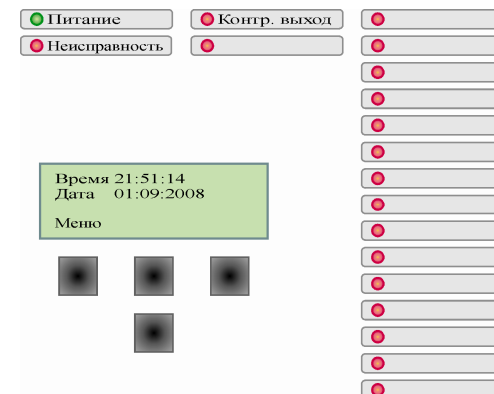 Питание
Контр. выход
Неисправность
Время 21:51:14
Дата 01:09:2008
Меню